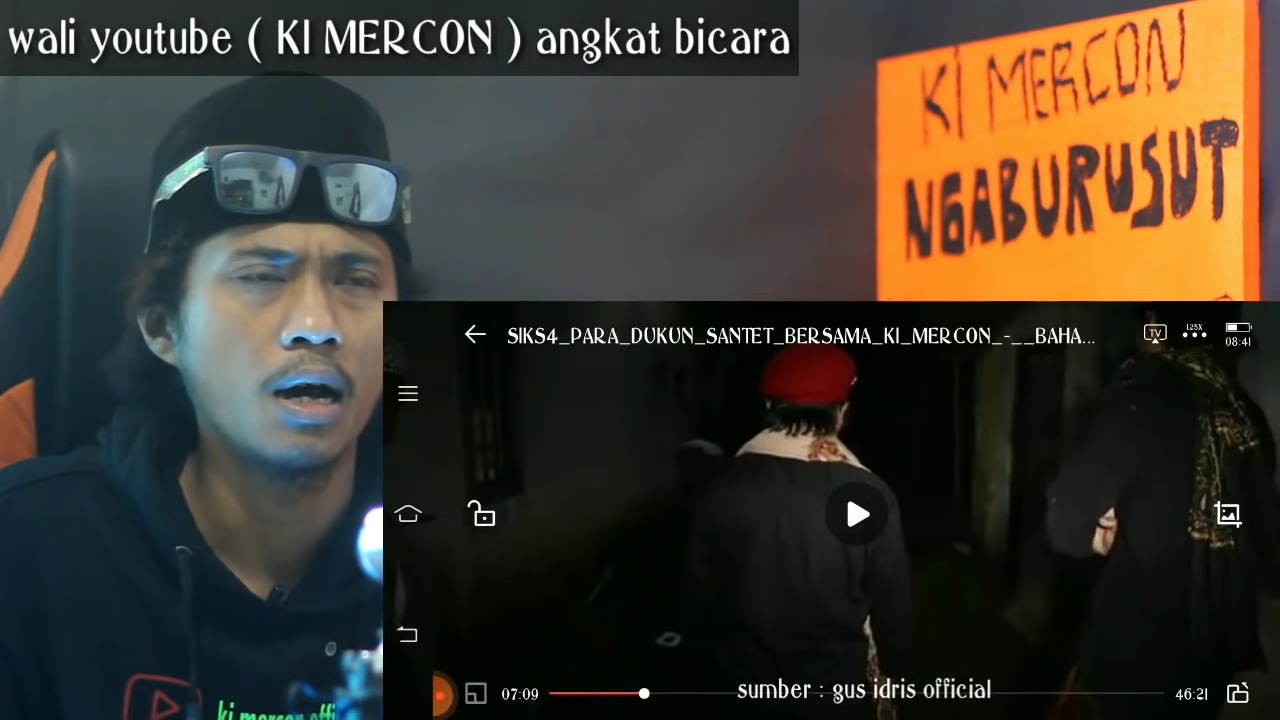 wali youtube ( KI MERCON ) angkat bicara
KI MERCON
NGABURUSUT
SIKS4_PARA_DUKUN_SANTET_BERSAMA_KI_MERCON_-__BAHA...
TV
1.25X
08:41
07:09
sumber : gus idris official
46:21
ki mercon offi